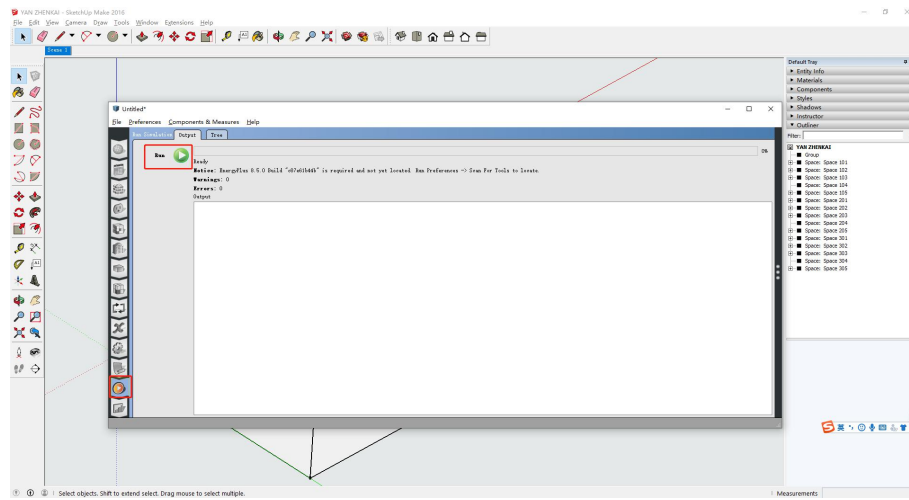 YAN ZHENKAI - SketchUp Make 2016
File Edit View Camera Draw Tools Window Extensions Help
Scene 1
Default Tray
Entity Info
Materials
Components
Styles
Shadows
Instructor
Outliner
Filter:
YAN ZHENKAI
Group
Space: Space 101
Space: Space 102
Space: Space 103
Space: Space 104
Space: Space 105
Space: Space 201
Space: Space 202
Space: Space 203
Space: Space 204
Space: Space 205
Space: Space 301
Space: Space 302
Space: Space 303
Space: Space 304
Space: Space 305
Untitled*
File Preferences Components & Measures Help
Run Simulation Output Tree
Run
0%
Ready
Notice: EnergyPlus 8.5.0 Build "c87e61b44b" is required and not yet located. Run Preferences -> Scan For Tools to locate.
Warnings: 0
Errors: 0
Output
英
Select objects. Shift to extend select. Drag mouse to select multiple.
Measurements